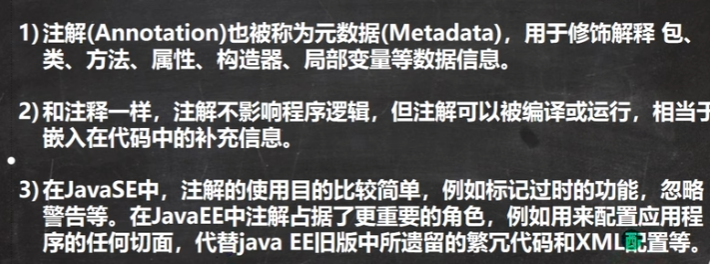 1) 注解(Annotation)也被称为元数据(Metadata)，用于修饰解释 包、
类、方法、属性、构造器、局部变量等数据信息。
2) 和注释一样，注解不影响程序逻辑，但注解可以被编译或运行，相当于
嵌入在代码中的补充信息。
3) 在JavaSE中，注解的使用目的比较简单，例如标记过时的功能，忽略
警告等。在JavaEE中注解占据了更重要的角色，例如用来配置应用程
序的任何切面，代替java EE旧版中所遗留的繁冗代码和XML配置等。